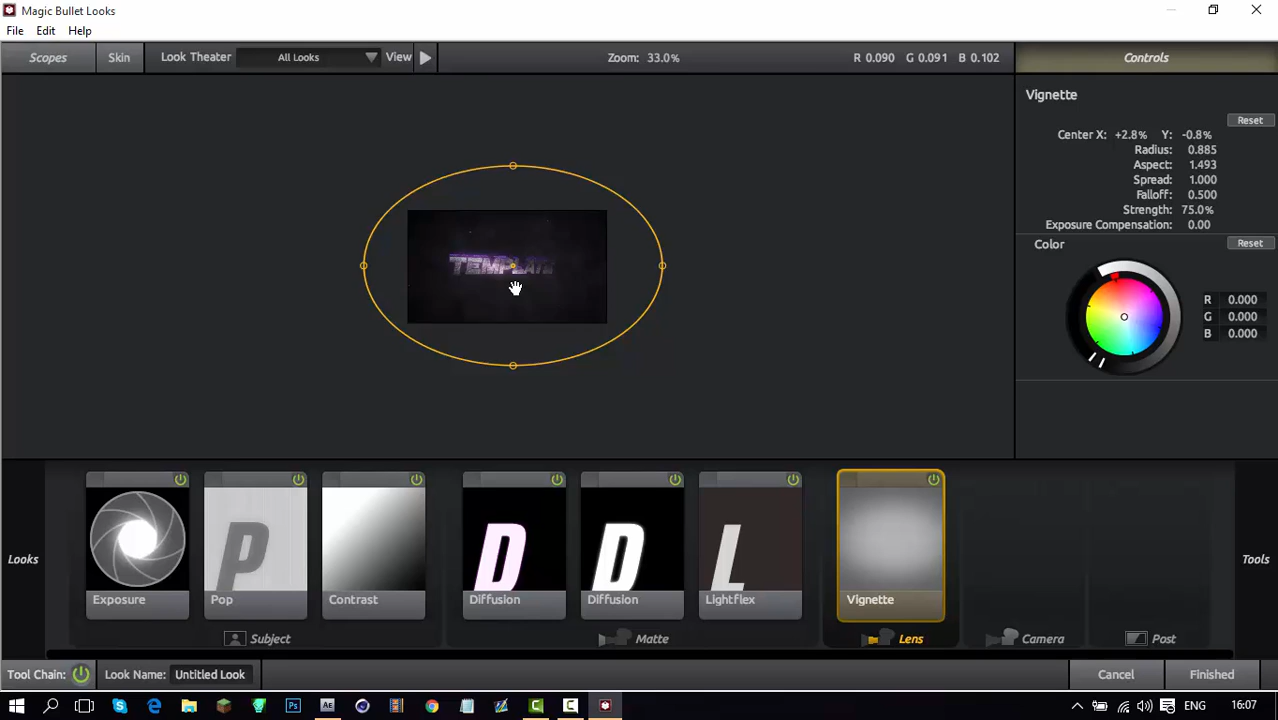 Magic Bullet Looks
File Edit Help
Scopes Skin Look Theater All Looks View Zoom: 33.0% R 0.090 G 0.091 B 0.102 Controls
Vignette
Reset
Center X: +2.8% Y: -0.8%
Radius: 0.885
Aspect: 1.493
Spread: 1.000
Falloff: 0.500
Strength: 75.0%
Exposure Compensation: 0.00
Color Reset
R 0.000
G 0.000
B 0.000
TEMPLATE
P D D L
Looks Tools
Exposure Pop Contrast Diffusion Diffusion Lightflex Vignette
Subject Matte Lens Camera Post
Tool Chain: Look Name: Untitled Look Cancel Finished
Ps AE ENG 16:07